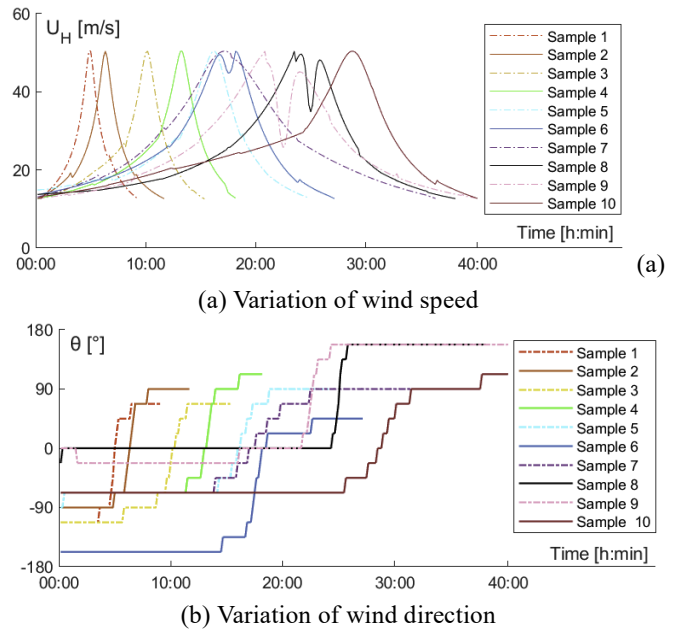 60
U_H [m/s]
40
20
0
00:00 10:00 20:00 30:00 40:00
Time [h:min]
Sample 1
Sample 2
Sample 3
Sample 4
Sample 5
Sample 6
Sample 7
Sample 8
Sample 9
Sample 10
(a)
(a) Variation of wind speed
180
θ [°]
90
0
-90
-180
00:00 10:00 20:00 30:00 40:00
Time [h:min]
Sample 1
Sample 2
Sample 3
Sample 4
Sample 5
Sample 6
Sample 7
Sample 8
Sample 9
Sample 10
(b) Variation of wind direction